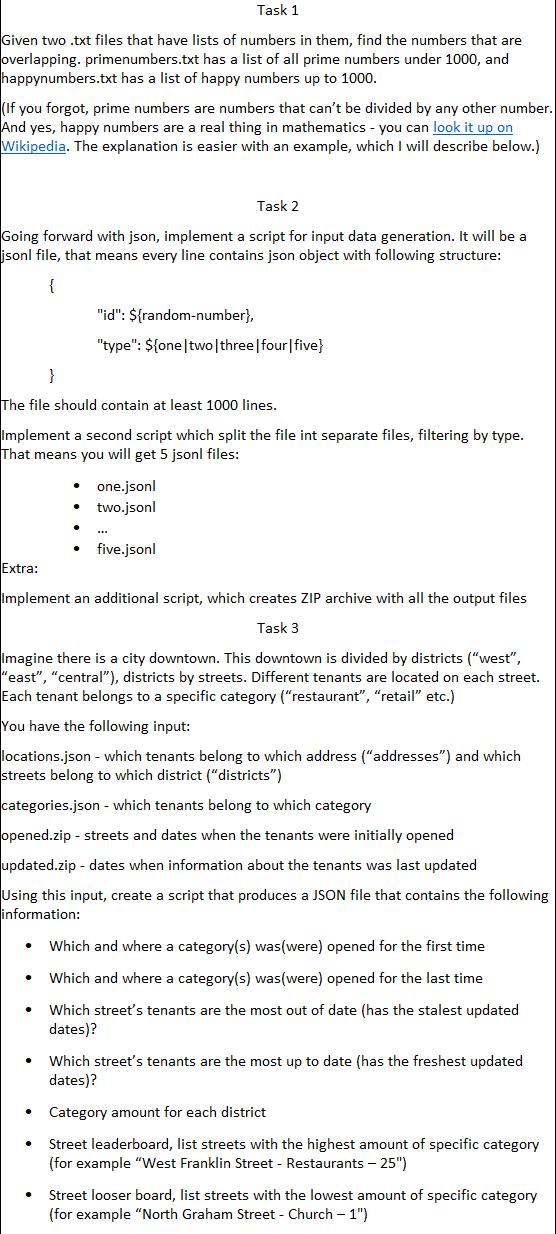 Task 1
Given two .txt files that have lists of numbers in them, find the numbers that are
overlapping. primenumbers.txt has a list of all prime numbers under 1000, and
happynumbers.txt has a list of happy numbers up to 1000.
(If you forgot, prime numbers are numbers that can’t be divided by any other number.
And yes, happy numbers are a real thing in mathematics - you can look it up on
Wikipedia. The explanation is easier with an example, which I will describe below.)
Task 2
Going forward with json, implement a script for input data generation. It will be a
jsonl file, that means every line contains json object with following structure:
{
"id": ${random-number},
"type": ${one|two|three|four|five}
}
The file should contain at least 1000 lines.
Implement a second script which split the file int separate files, filtering by type.
That means you will get 5 jsonl files:
• one.jsonl
• two.jsonl
• ...
• five.jsonl
Extra:
Implement an additional script, which creates ZIP archive with all the output files
Task 3
Imagine there is a city downtown. This downtown is divided by districts (“west”,
“east”, “central”), districts by streets. Different tenants are located on each street.
Each tenant belongs to a specific category (“restaurant”, “retail” etc.)
You have the following input:
locations.json - which tenants belong to which address (“addresses”) and which
streets belong to which district (“districts”)
categories.json - which tenants belong to which category
opened.zip - streets and dates when the tenants were initially opened
updated.zip - dates when information about the tenants was last updated
Using this input, create a script that produces a JSON file that contains the following
information:
• Which and where a category(s) was(were) opened for the first time
• Which and where a category(s) was(were) opened for the last time
• Which street’s tenants are the most out of date (has the stalest updated
dates)?
• Which street’s tenants are the most up to date (has the freshest updated
dates)?
• Category amount for each district
• Street leaderboard, list streets with the highest amount of specific category
(for example “West Franklin Street - Restaurants – 25")
• Street looser board, list streets with the lowest amount of specific category
(for example “North Graham Street - Church – 1")